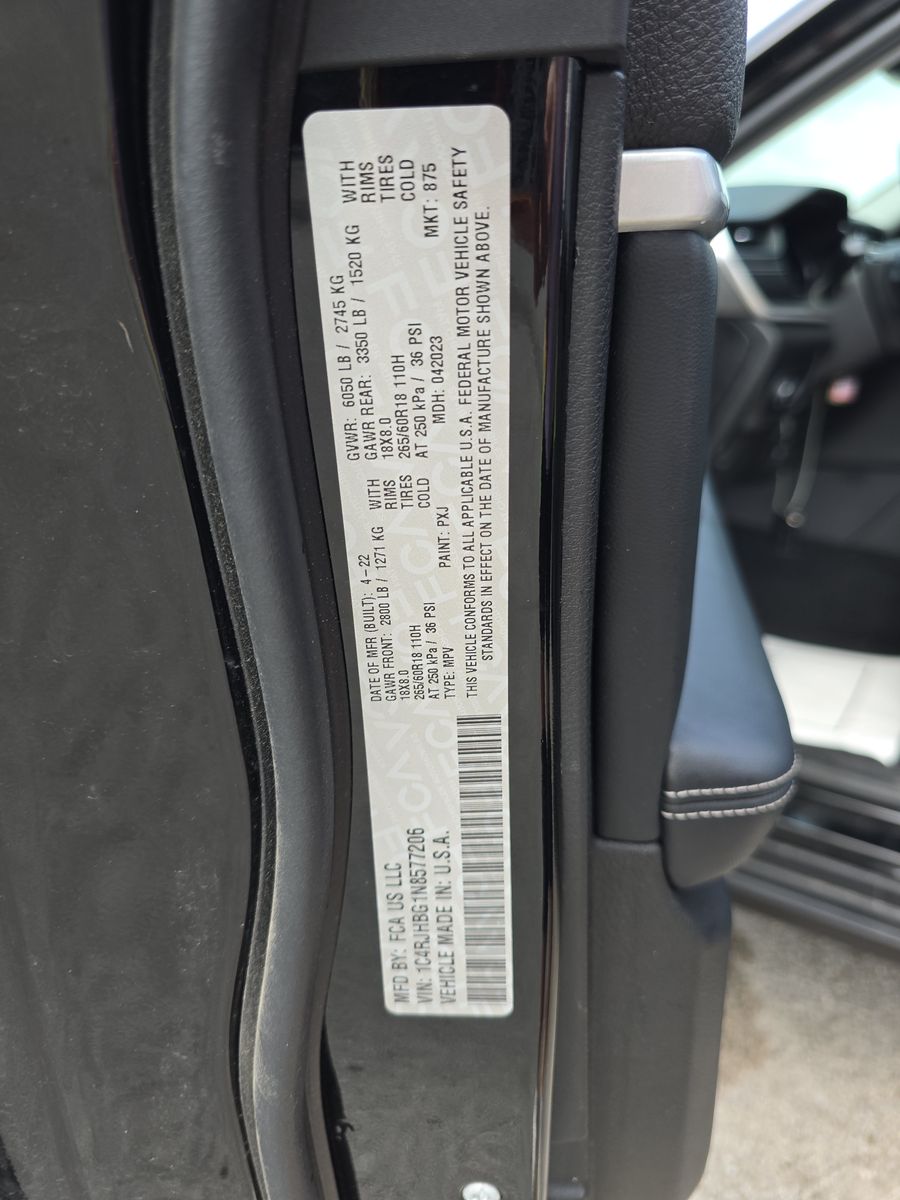 MFD BY: FCA US LLC
VIN: 1C4RJHBG1N8577206
VEHICLE MADE IN: U.S.A.
DATE OF MFR (BUILT): 4-22
GVWR: 6050 LB / 2745 KG
GAWR FRONT: 2800 LB / 1271 KG WITH
GAWR REAR: 3350 LB / 1520 KG WITH
18X8.0 RIMS
18X8.0 RIMS
265/60R18 110H TIRES
265/60R18 110H TIRES
AT 250 kPa / 36 PSI COLD
AT 250 kPa / 36 PSI COLD
TYPE: MPV PAINT: PXJ MDH: 042023 MKT: 875
THIS VEHICLE CONFORMS TO ALL APPLICABLE U.S.A. FEDERAL MOTOR VEHICLE SAFETY
STANDARDS IN EFFECT ON THE DATE OF MANUFACTURE SHOWN ABOVE.